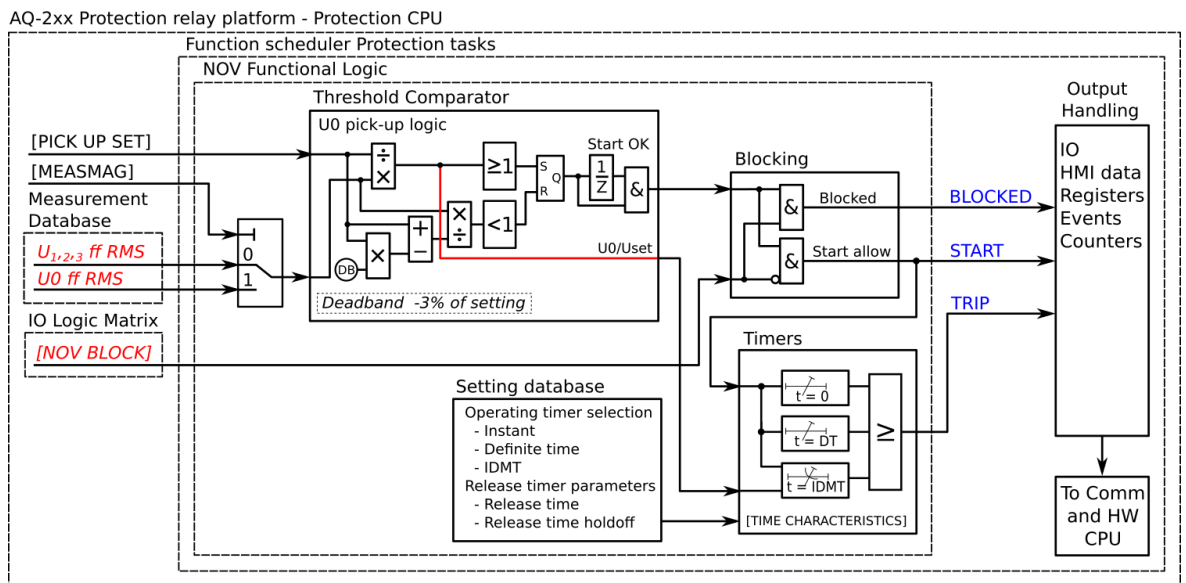 AQ-2xx Protection relay platform - Protection CPU
Function scheduler Protection tasks
NOV Functional Logic
Threshold Comparator
U0 pick-up logic
[PICK UP SET]
[MEASMAG]
Measurement
Database
U1,2,3 ff RMS
U0 ff RMS
0
1
IO Logic Matrix
[NOV BLOCK]
÷
×
≥1
S
Q
R
Start OK
1
Z
&
×
÷
<1
+
−
×
DB
U0/Uset
Deadband -3% of setting
Blocking
&
Blocked
&
Start allow
BLOCKED
START
TRIP
Output
Handling
IO
HMI data
Registers
Events
Counters
To Comm
and HW
CPU
Timers
t = 0
t = DT
t = IDMT
≥
[TIME CHARACTERISTICS]
Setting database
Operating timer selection
- Instant
- Definite time
- IDMT
Release timer parameters
- Release time
- Release time holdoff